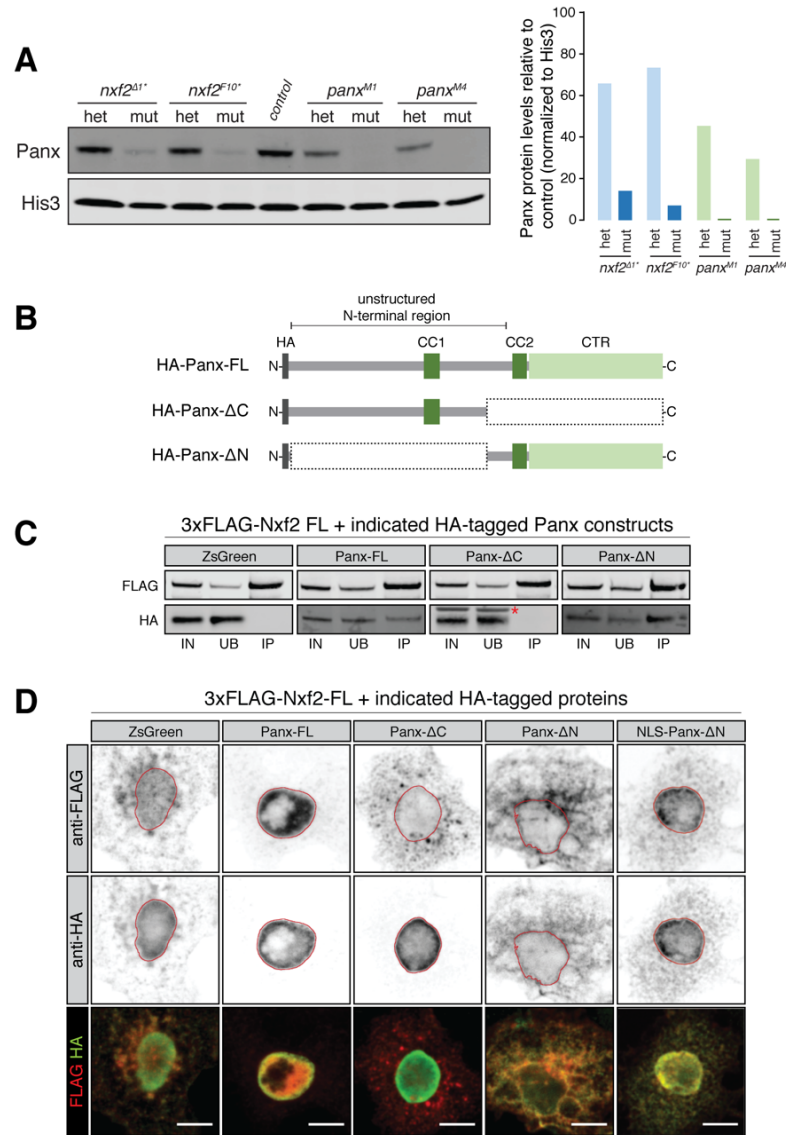 A
nxf2Δ1* nxf2F10* control panxM1 panxM4
het mut het mut het mut het mut
Panx
His3
Panx protein levels relative to
control (normalized to His3)
100
80
60
40
20
0
het mut het mut het mut het mut
nxf2Δ1* nxf2F10* panxM1 panxM4
B
unstructured
N-terminal region
HA CC1 CC2 CTR
HA-Panx-FL N- -C
HA-Panx-ΔC N- -C
HA-Panx-ΔN N- -C
C
3xFLAG-Nxf2 FL + indicated HA-tagged Panx constructs
ZsGreen Panx-FL Panx-ΔC Panx-ΔN
FLAG
HA *
IN UB IP IN UB IP IN UB IP IN UB IP
D
3xFLAG-Nxf2-FL + indicated HA-tagged proteins
ZsGreen Panx-FL Panx-ΔC Panx-ΔN NLS-Panx-ΔN
anti-FLAG
anti-HA
FLAG HA